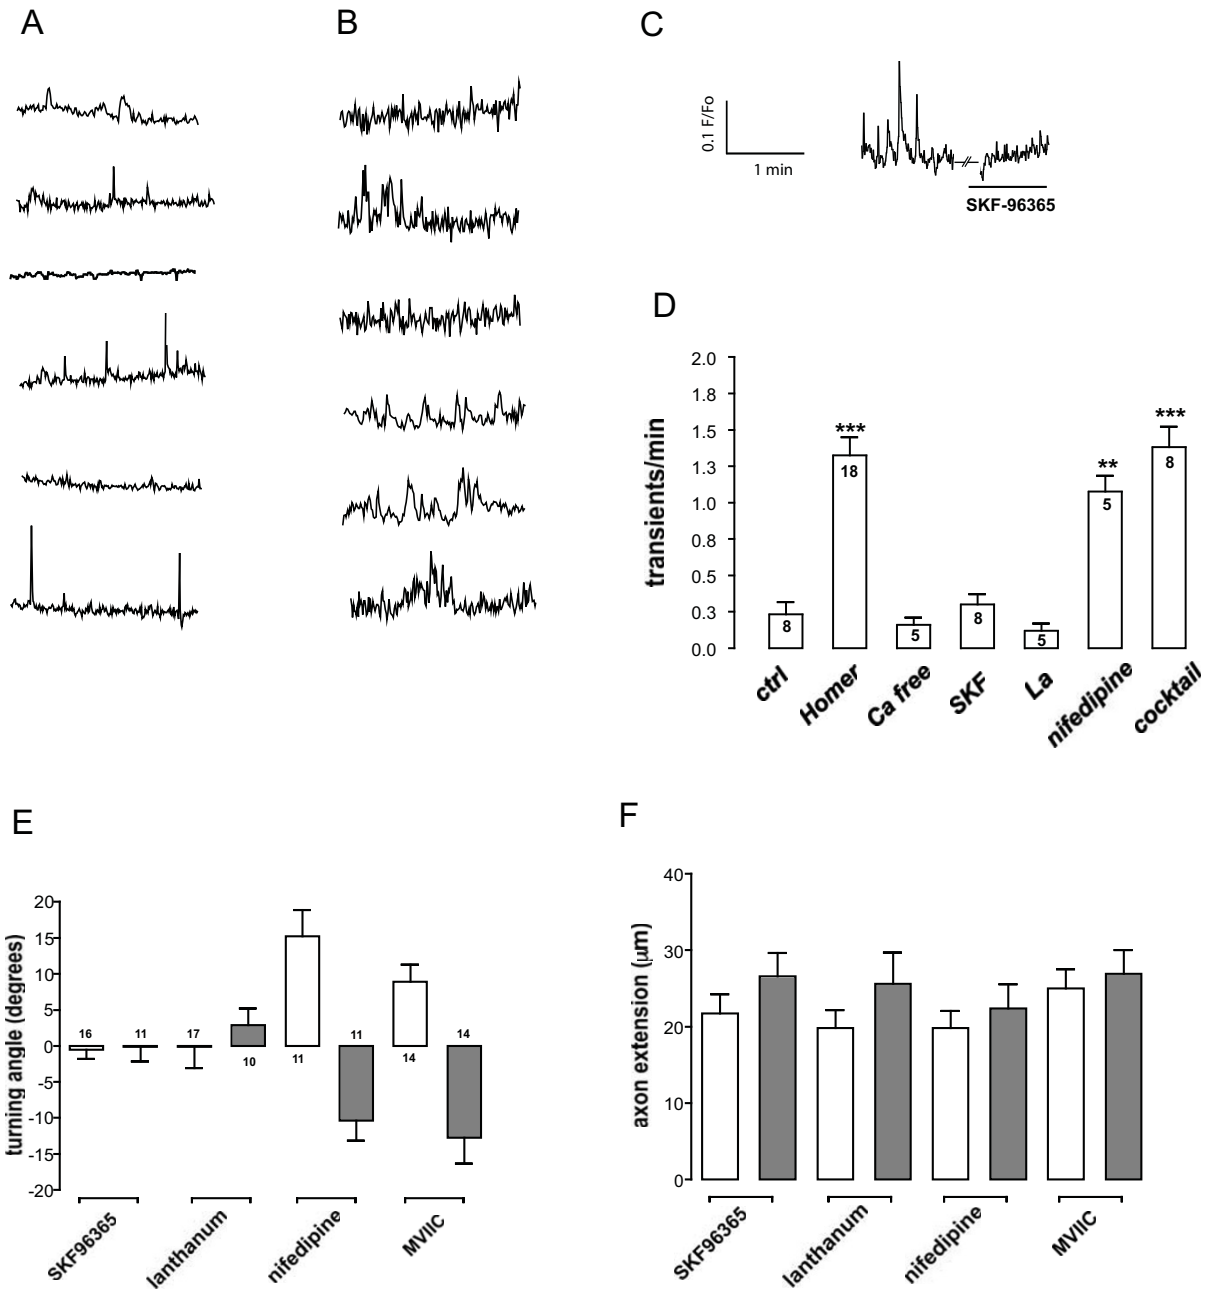 A
B
C
0.1 F/Fo
1 min
SKF-96365
D
transients/min
2.0
1.8
1.5
1.3
1.0
0.8
0.5
0.3
0.0
***
**
***
8
18
5
8
5
5
8
ctrl
Homer
Ca free
SKF
La
nifedipine
cocktail
E
turning angle (degrees)
20
15
10
5
0
-5
-10
-15
-20
16
11
17
10
11
11
14
14
SKF96365
lanthanum
nifedipine
MVIIC
F
axon extension (µm)
40
30
20
10
0
SKF96365
lanthanum
nifedipine
MVIIC